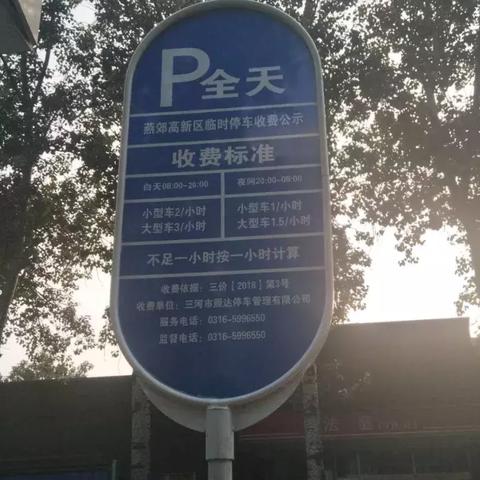 P全天
燕郊高新区临时停车收费公示
收费标准
白天08:00-20:00
夜间20:00-08:00
小型车2/小时
大型车3/小时
小型车1/小时
大型车1.5/小时
不足一小时按一小时计算
收费依据：三价【2018】第3号
收费单位：三河市顺达停车管理有限公司
服务电话：0316-5996550
监督电话：0316-5996550
法